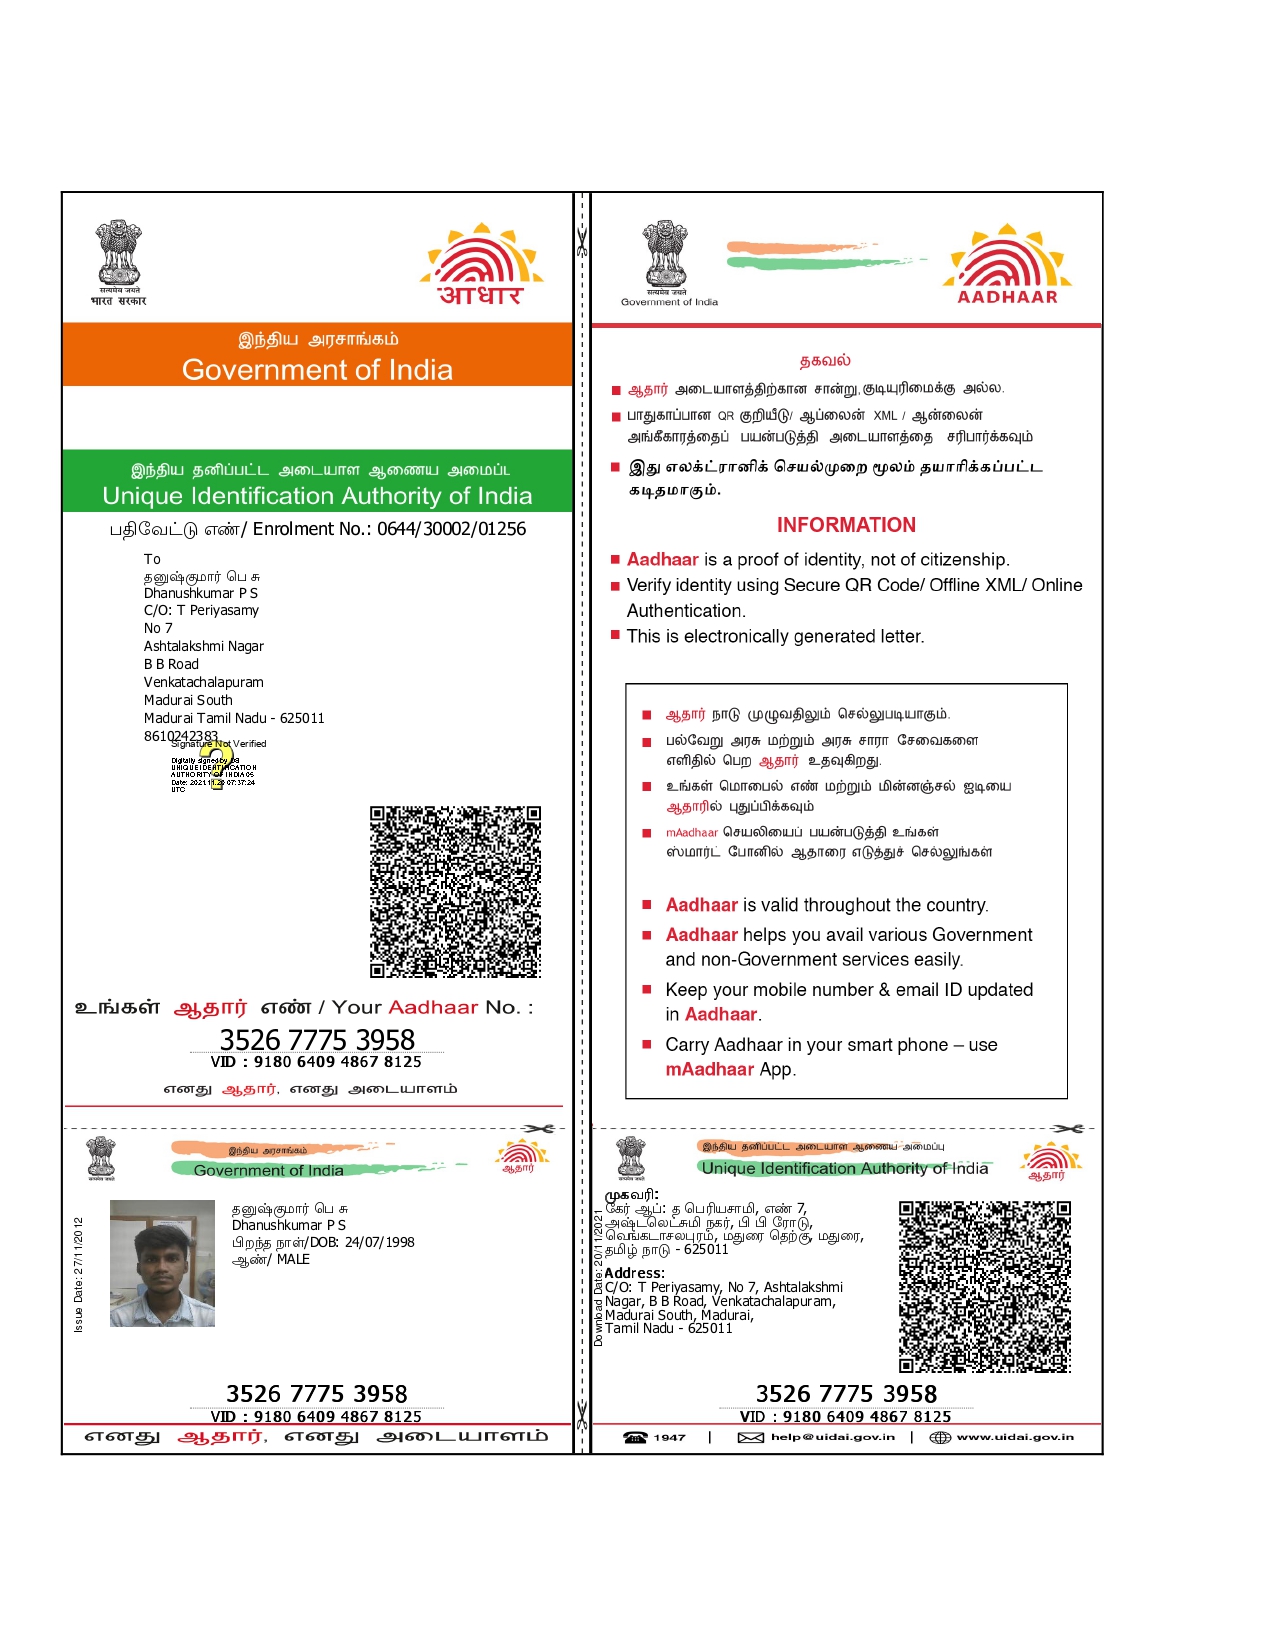 सत्यमेव जयते
भारत सरकार
आधार
இந்திய அரசாங்கம்
Government of India
இந்திய தனிப்பட்ட அடையாள ஆணைய அமைப்பு
Unique Identification Authority of India
பதிவேட்டு எண்/ Enrolment No.: 0644/30002/01256
To
தனுஷ்குமார் பெ சு
Dhanushkumar P S
C/O: T Periyasamy
No 7
Ashtalakshmi Nagar
B B Road
Venkatachalapuram
Madurai South
Madurai Tamil Nadu - 625011
8610242383
Signature Not Verified
Digitally signed by DS
UNIQUE IDENTIFICATION
AUTHORITY OF INDIA 05
Date: 2021.11.20 07:37:24
UTC
உங்கள் ஆதார் எண் / Your Aadhaar No. :
3526 7775 3958
VID : 9180 6409 4867 8125
எனது ஆதார், எனது அடையாளம்
सत्यमेव जयते
Government of India
AADHAAR
தகவல்
ஆதார் அடையாளத்திற்கான சான்று,குடியுரிமைக்கு அல்ல.
பாதுகாப்பான QR குறியீடு/ ஆப்லைன் XML / ஆன்லைன்
அங்கீகாரத்தைப் பயன்படுத்தி அடையாளத்தை சரிபார்க்கவும்
இது எலக்ட்ரானிக் செயல்முறை மூலம் தயாரிக்கப்பட்ட
கடிதமாகும்.
INFORMATION
Aadhaar is a proof of identity, not of citizenship.
Verify identity using Secure QR Code/ Offline XML/ Online
Authentication.
This is electronically generated letter.
ஆதார் நாடு முழுவதிலும் செல்லுபடியாகும்.
பல்வேறு அரசு மற்றும் அரசு சாரா சேவைகளை
எளிதில் பெற ஆதார் உதவுகிறது.
உங்கள் மொபைல் எண் மற்றும் மின்னஞ்சல் ஐடியை
ஆதாரில் புதுப்பிக்கவும்
mAadhaar செயலியைப் பயன்படுத்தி உங்கள்
ஸ்மார்ட் போனில் ஆதாரை எடுத்துச் செல்லுங்கள்
Aadhaar is valid throughout the country.
Aadhaar helps you avail various Government
and non-Government services easily.
Keep your mobile number & email ID updated
in Aadhaar.
Carry Aadhaar in your smart phone – use
mAadhaar App.
இந்திய அரசாங்கம்
Government of India
ஆதார்
Issue Date: 27/11/2012
தனுஷ்குமார் பெ சு
Dhanushkumar P S
பிறந்த நாள்/DOB: 24/07/1998
ஆண்/ MALE
3526 7775 3958
VID : 9180 6409 4867 8125
எனது ஆதார், எனது அடையாளம்
இந்திய தனிப்பட்ட அடையாள ஆணைய அமைப்பு
Unique Identification Authority of India
ஆதார்
Download Date: 20/11/2021
முகவரி:
கேர் ஆப்: த பெரியசாமி, எண் 7,
அஷ்டலெட்சுமி நகர், பி பி ரோடு,
வெங்கடாசலபுரம், மதுரை தெற்கு, மதுரை,
தமிழ் நாடு - 625011
Address:
C/O: T Periyasamy, No 7, Ashtalakshmi
Nagar, B B Road, Venkatachalapuram,
Madurai South, Madurai,
Tamil Nadu - 625011
3526 7775 3958
VID : 9180 6409 4867 8125
1947 | help@uidai.gov.in | www.uidai.gov.in